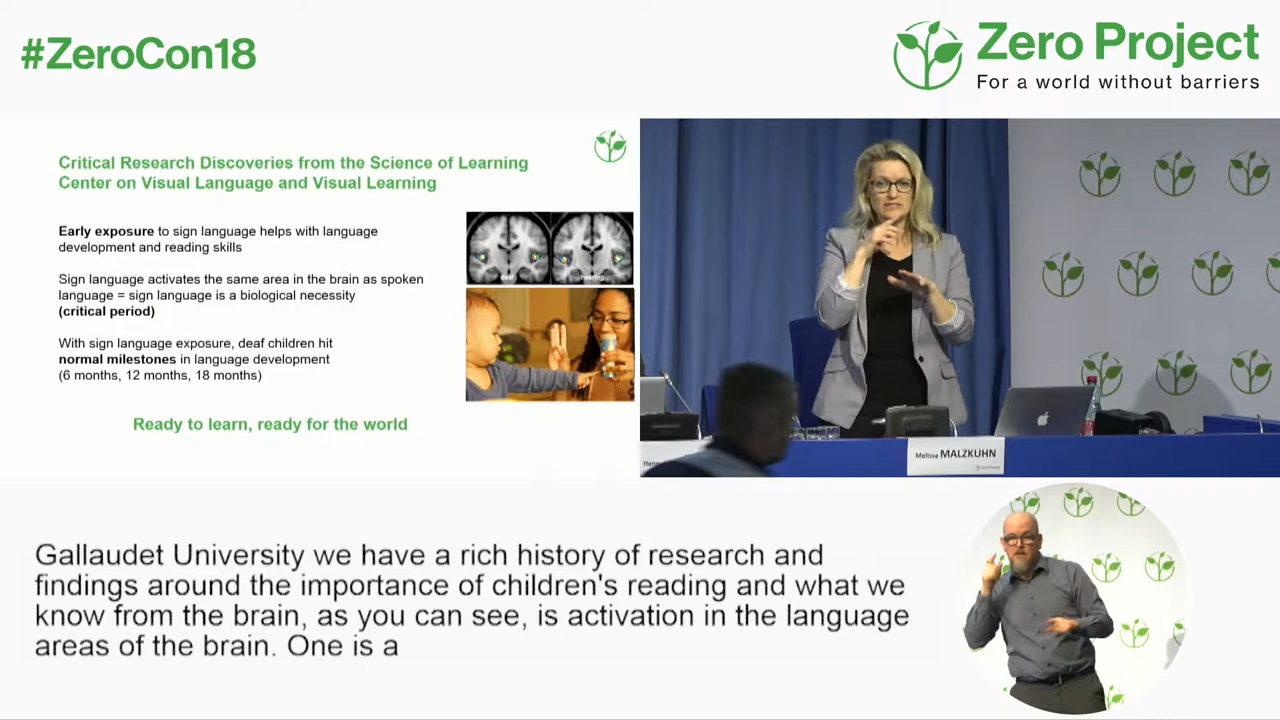 #ZeroCon18
Zero Project
For a world without barriers
Critical Research Discoveries from the Science of Learning
Center on Visual Language and Visual Learning
Early exposure to sign language helps with language
development and reading skills
Sign language activates the same area in the brain as spoken
language = sign language is a biological necessity
(critical period)
With sign language exposure, deaf children hit
normal milestones in language development
(6 months, 12 months, 18 months)
deaf
hearing
Ready to learn, ready for the world
Melissa MALZKUHN
Gallaudet University we have a rich history of research and
findings around the importance of children's reading and what we
know from the brain, as you can see, is activation in the language
areas of the brain. One is a